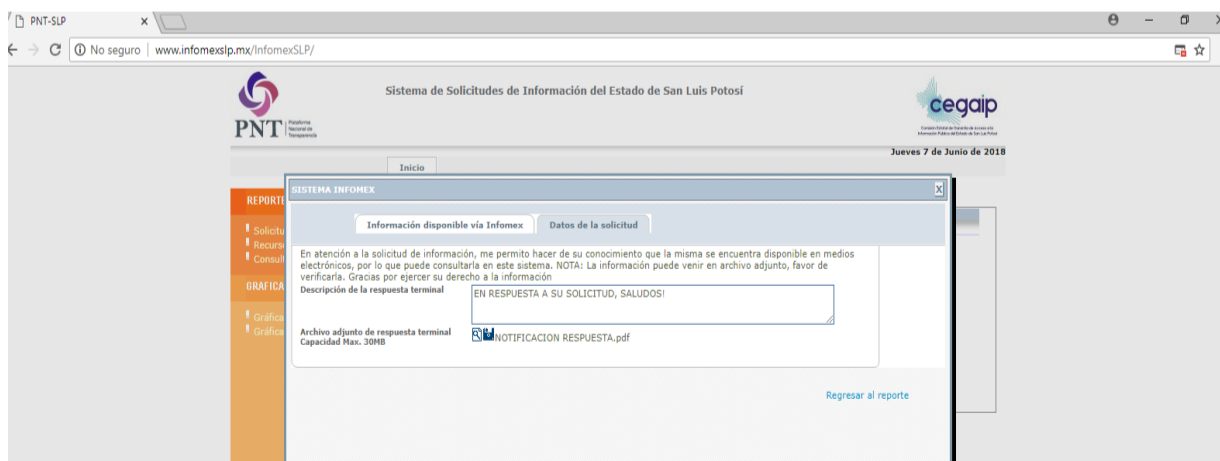 PNT-SLP
No seguro | www.infomexslp.mx/InfomexSLP/
PNT
Plataforma
Nacional de
Transparencia
Sistema de Solicitudes de Información del Estado de San Luis Potosí
cegaip
Jueves 7 de Junio de 2018
Inicio
REPORTE
Solicitu
Recurs
Consul
GRAFICA
Gráfica
Gráfica
SISTEMA INFOMEX
Información disponible vía Infomex
Datos de la solicitud
En atención a la solicitud de información, me permito hacer de su conocimiento que la misma se encuentra disponible en medios
electrónicos, por lo que puede consultarla en este sistema. NOTA: La información puede venir en archivo adjunto, favor de
verificarla. Gracias por ejercer su derecho a la información
Descripción de la respuesta terminal
EN RESPUESTA A SU SOLICITUD, SALUDOS!
Archivo adjunto de respuesta terminal
Capacidad Max. 30MB
NOTIFICACION RESPUESTA.pdf
Regresar al reporte